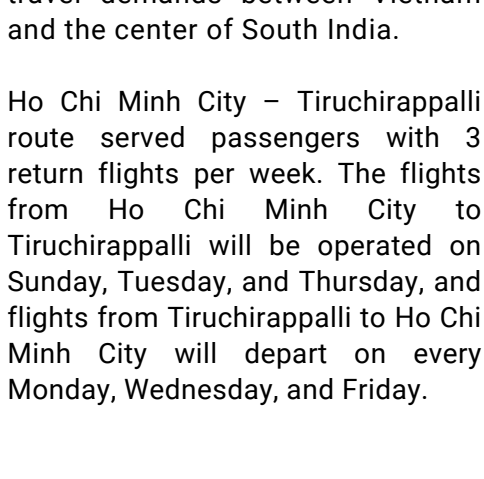 travel demands between Vietnam
and the center of South India.
Ho Chi Minh City – Tiruchirappalli
route served passengers with 3
return flights per week. The flights
from Ho Chi Minh City to
Tiruchirappalli will be operated on
Sunday, Tuesday, and Thursday, and
flights from Tiruchirappalli to Ho Chi
Minh City will depart on every
Monday, Wednesday, and Friday.